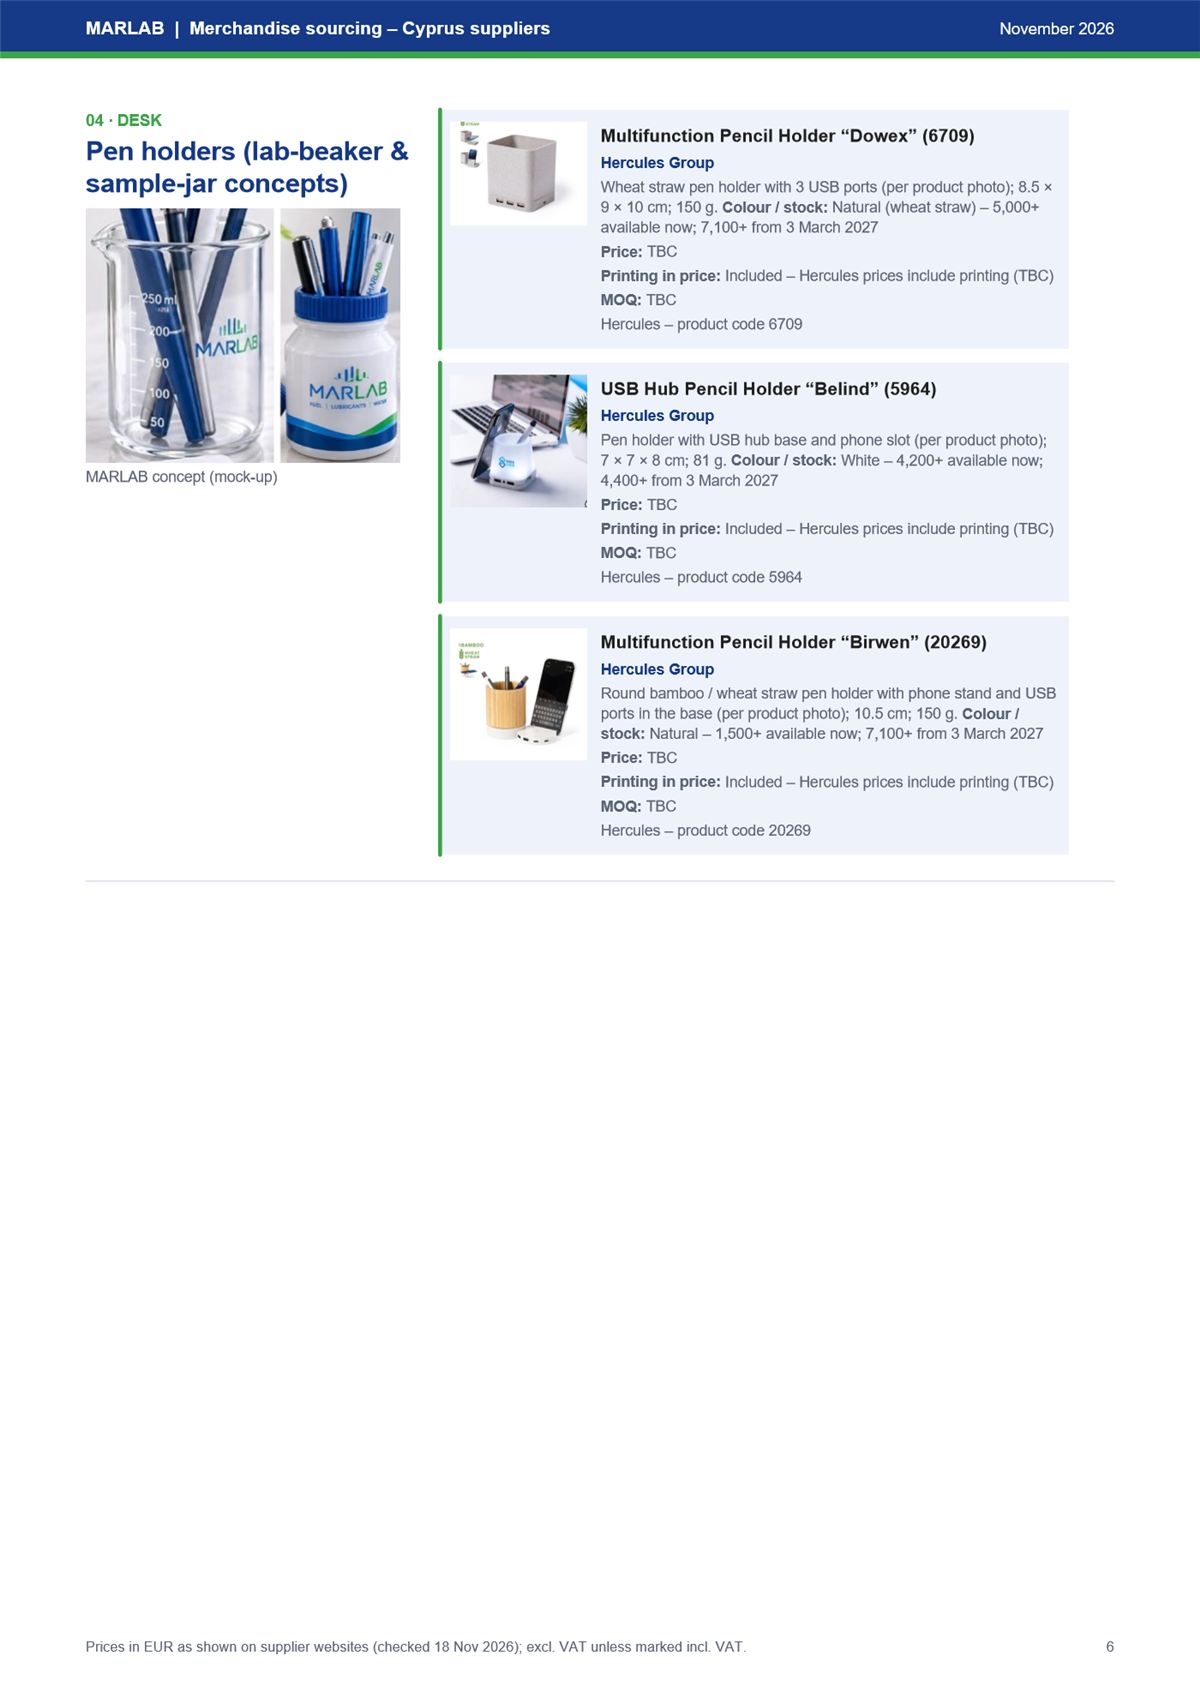 MARLAB | Merchandise sourcing – Cyprus suppliers
November 2026
04 · DESK
Pen holders (lab-beaker &
sample-jar concepts)
250 ml
200
150
100
50
MARLAB
MARLAB
MARLAB
FUEL | LUBRICANTS | WATER
MARLAB concept (mock-up)
Multifunction Pencil Holder “Dowex” (6709)
Hercules Group
Wheat straw pen holder with 3 USB ports (per product photo); 8.5 ×
9 × 10 cm; 150 g. Colour / stock: Natural (wheat straw) – 5,000+
available now; 7,100+ from 3 March 2027
Price: TBC
Printing in price: Included – Hercules prices include printing (TBC)
MOQ: TBC
Hercules – product code 6709
USB Hub Pencil Holder “Belind” (5964)
Hercules Group
Pen holder with USB hub base and phone slot (per product photo);
7 × 7 × 8 cm; 81 g. Colour / stock: White – 4,200+ available now;
4,400+ from 3 March 2027
Price: TBC
Printing in price: Included – Hercules prices include printing (TBC)
MOQ: TBC
Hercules – product code 5964
BAMBOO
WHEAT
STRAW
Multifunction Pencil Holder “Birwen” (20269)
Hercules Group
Round bamboo / wheat straw pen holder with phone stand and USB
ports in the base (per product photo); 10.5 cm; 150 g. Colour /
stock: Natural – 1,500+ available now; 7,100+ from 3 March 2027
Price: TBC
Printing in price: Included – Hercules prices include printing (TBC)
MOQ: TBC
Hercules – product code 20269
Prices in EUR as shown on supplier websites (checked 18 Nov 2026); excl. VAT unless marked incl. VAT.
6